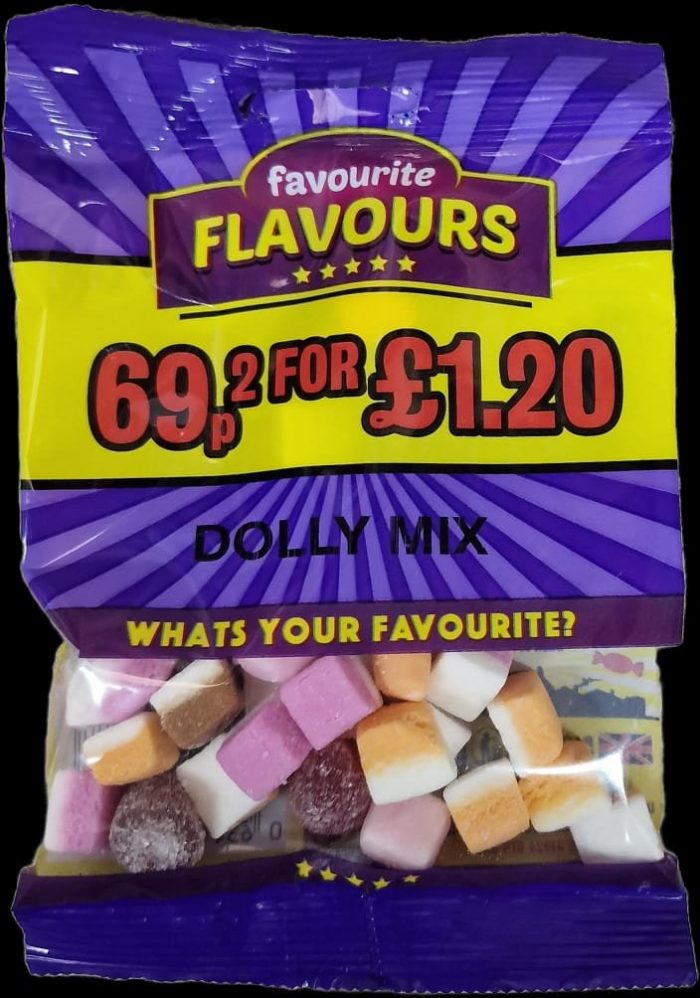 favourite
FLAVOURS
69p 2 FOR £1.20
DOLLY MIX
WHATS YOUR FAVOURITE?